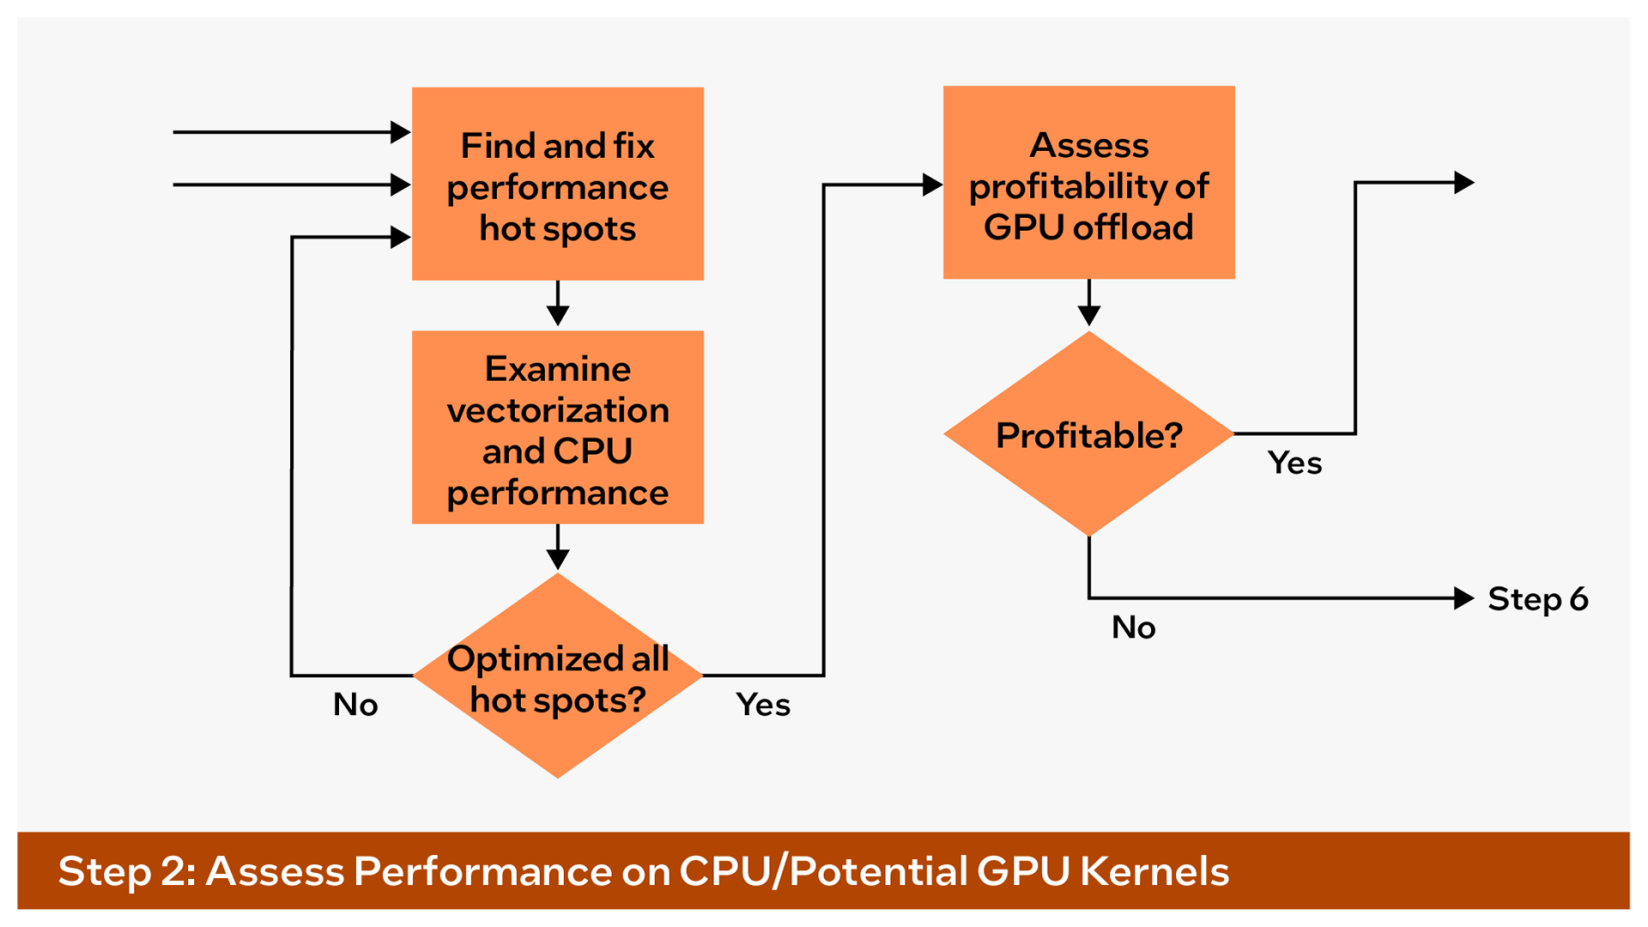 Find and fix
performance
hot spots
Examine
vectorization
and CPU
performance
Optimized all
hot spots?
No
Yes
Assess
profitability of
GPU offload
Profitable?
Yes
No
Step 6
Step 2: Assess Performance on CPU/Potential GPU Kernels